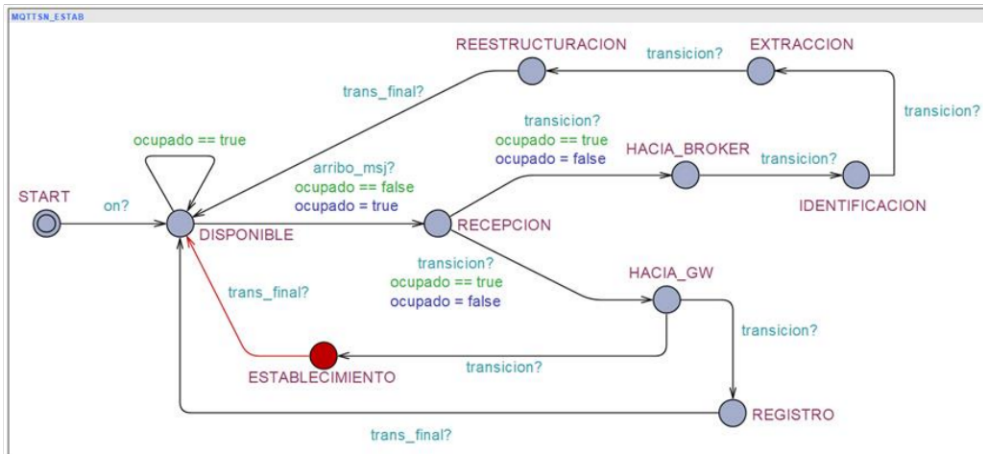 MQTTSN_ESTAB
REESTRUCTURACION
transicion?
EXTRACCION
trans_final?
transicion?
ocupado == true
transicion?
ocupado == true
ocupado = false
HACIA_BROKER
transicion?
IDENTIFICACION
arribo_msj?
ocupado == false
ocupado = true
START
on?
DISPONIBLE
RECEPCION
transicion?
ocupado == true
ocupado = false
HACIA_GW
trans_final?
transicion?
transicion?
ESTABLECIMIENTO
REGISTRO
trans_final?